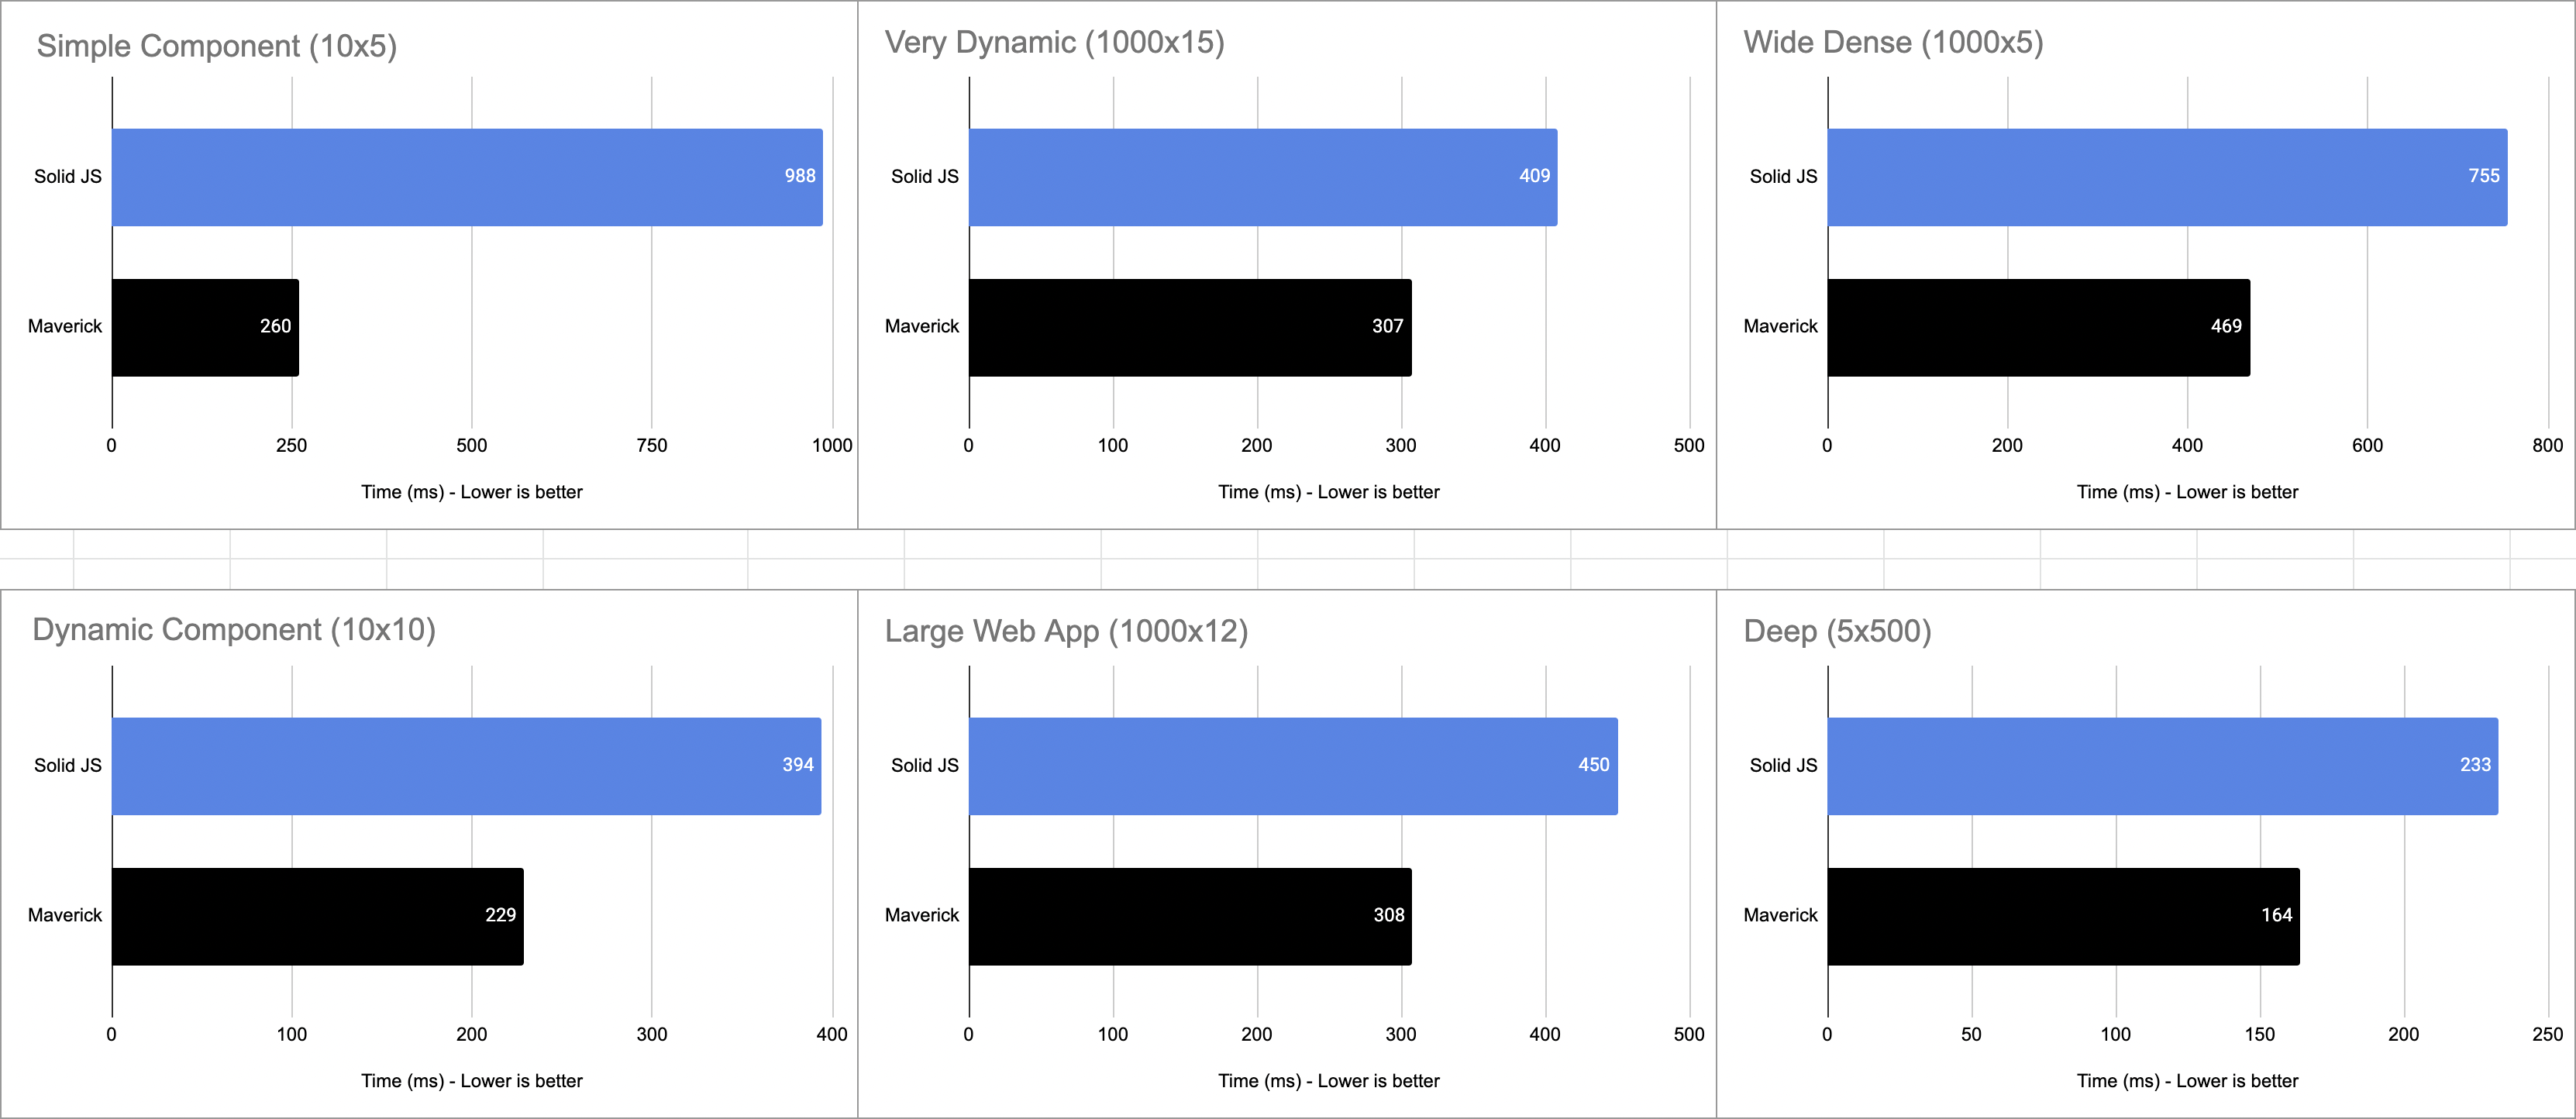 Simple Component (10x5)
Solid JS
988
Maverick
260
0 250 500 750 1000
Time (ms) - Lower is better
Very Dynamic (1000x15)
Solid JS
409
Maverick
307
0 100 200 300 400 500
Time (ms) - Lower is better
Wide Dense (1000x5)
Solid JS
755
Maverick
469
0 200 400 600 800
Time (ms) - Lower is better
Dynamic Component (10x10)
Solid JS
394
Maverick
229
0 100 200 300 400
Time (ms) - Lower is better
Large Web App (1000x12)
Solid JS
450
Maverick
308
0 100 200 300 400 500
Time (ms) - Lower is better
Deep (5x500)
Solid JS
233
Maverick
164
0 50 100 150 200 250
Time (ms) - Lower is better